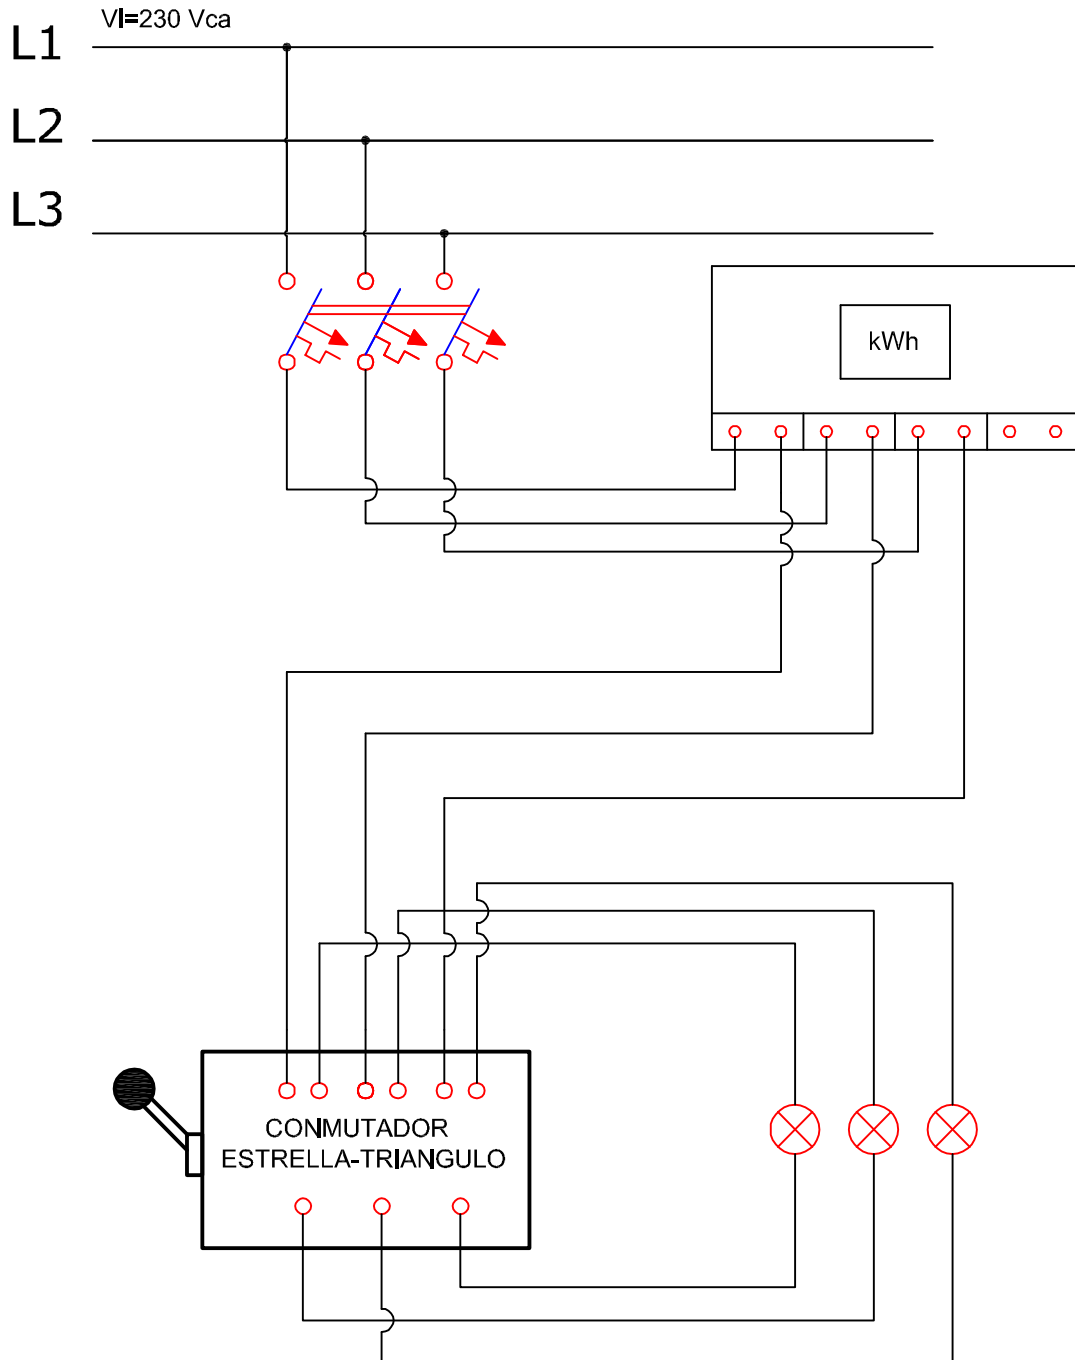 Vl=230 Vca
L1
L2
L3
kWh
CONMUTADOR
ESTRELLA-TRIANGULO